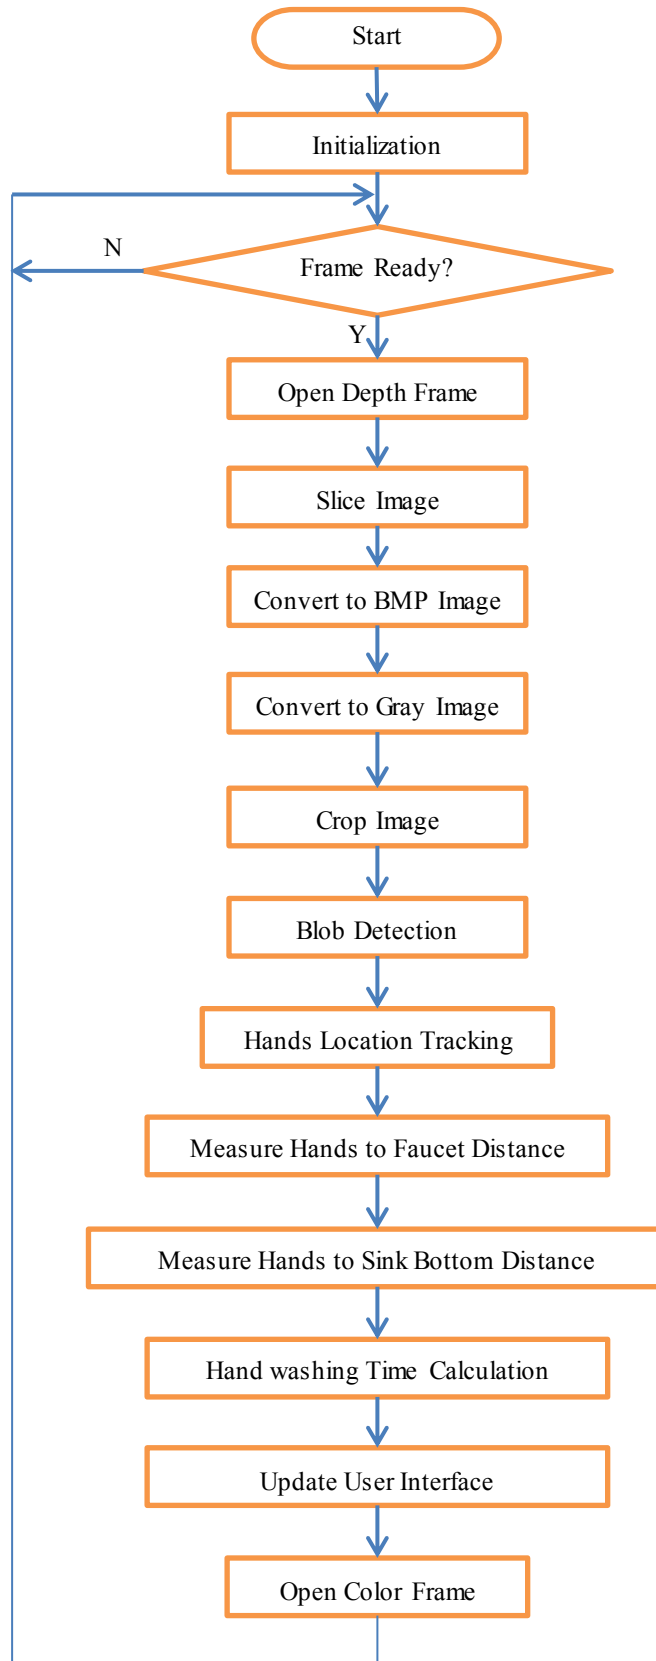 Start
Initialization
Frame Ready?
N
Y
Open Depth Frame
Slice Image
Convert to BMP Image
Convert to Gray Image
Crop Image
Blob Detection
Hands Location Tracking
Measure Hands to Faucet Distance
Measure Hands to Sink Bottom Distance
Hand washing Time Calculation
Update User Interface
Open Color Frame